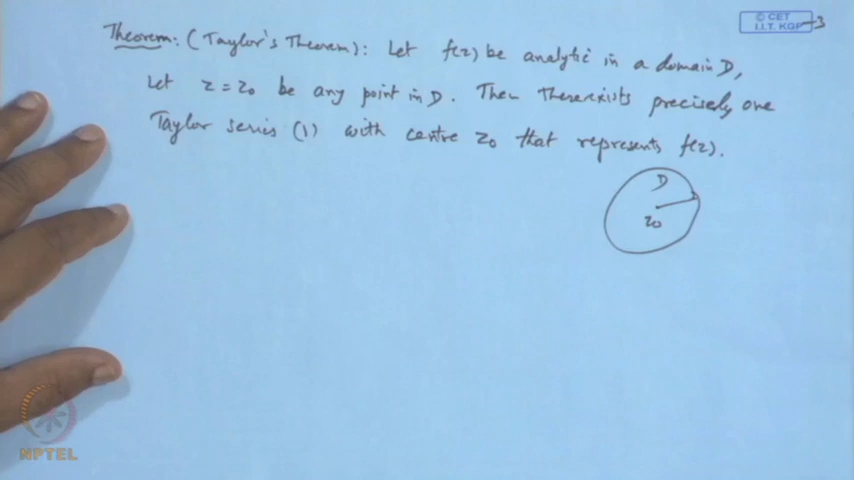 © CET
I.I.T. KGP
3
Theorem: (Taylor's Theorem): Let f(z) be analytic in a domain D,
Let z = z0 be any point in D. Then there exists precisely one
Taylor series (1) with centre z0 that represents f(z).
D
z0
NPTEL